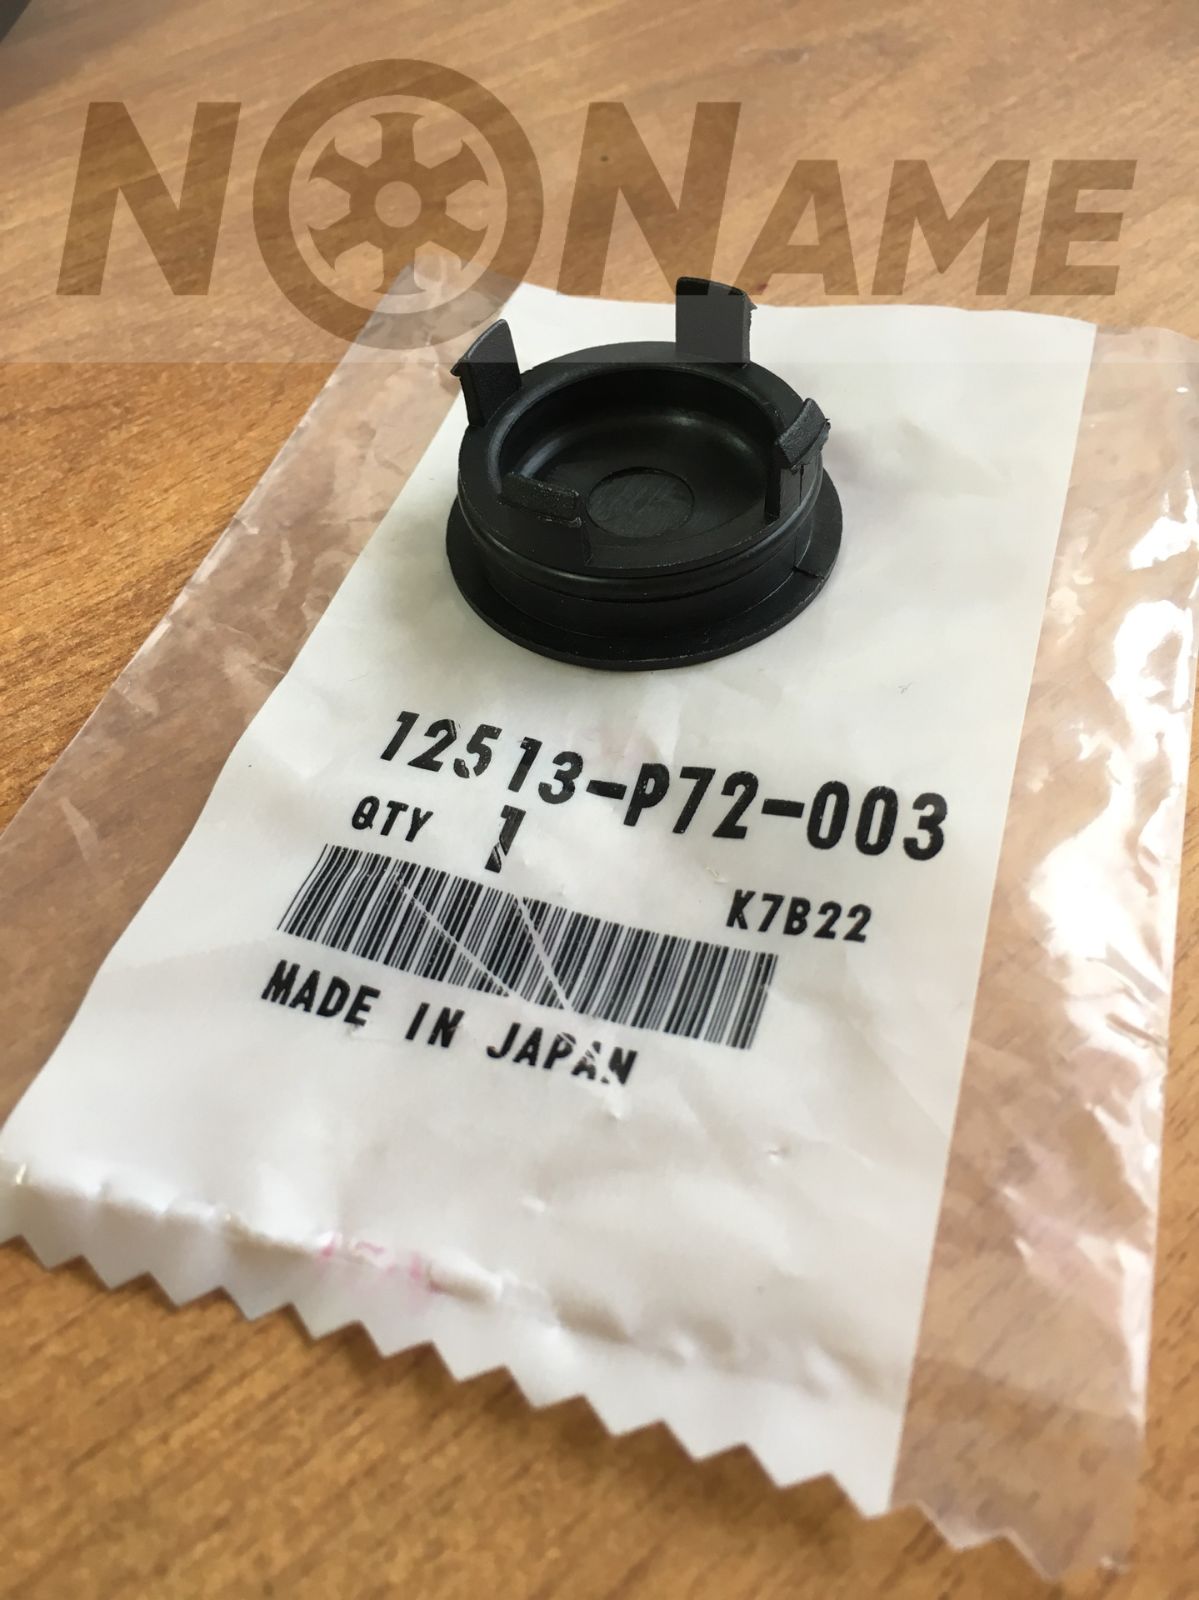 NONAME
12513-P72-003
QTY 1
K7B22
MADE IN JAPAN